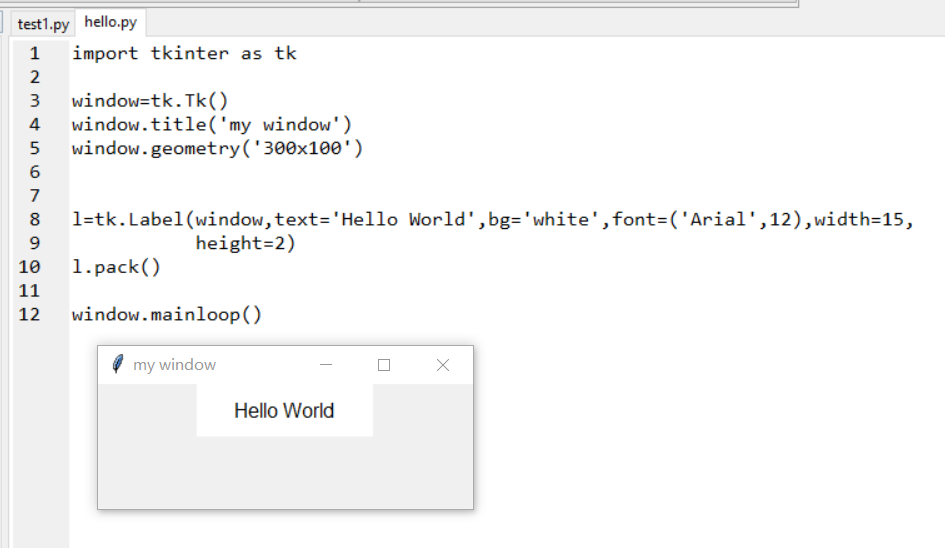 test1.py hello.py
1 import tkinter as tk
2
3 window=tk.Tk()
4 window.title('my window')
5 window.geometry('300x100')
6
7
8 l=tk.Label(window,text='Hello World',bg='white',font=('Arial',12),width=15,
9 height=2)
10 l.pack()
11
12 window.mainloop()
my window
Hello World